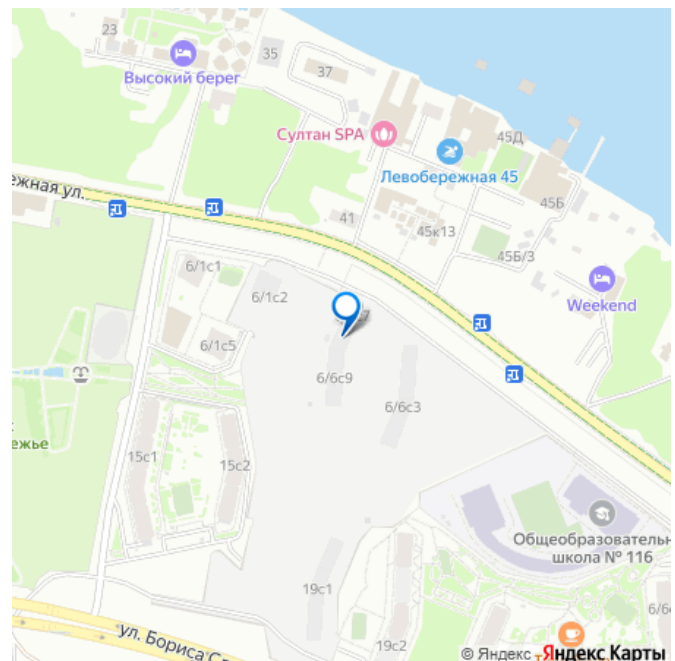 23
35
37
Высокий берег
Султан SPA
45Д
Левобережная 45
45Б
ежная ул.
41
45к13
45Б/3
6/1с1
6/1с2
Weekend
6/1с5
6/6с9
6/6с3
ежье
15с1
15с2
Общеобразовательн
школа № 116
19с1
19с2
6/6
ул. Бориса С
© Яндекс
Яндекс Карты